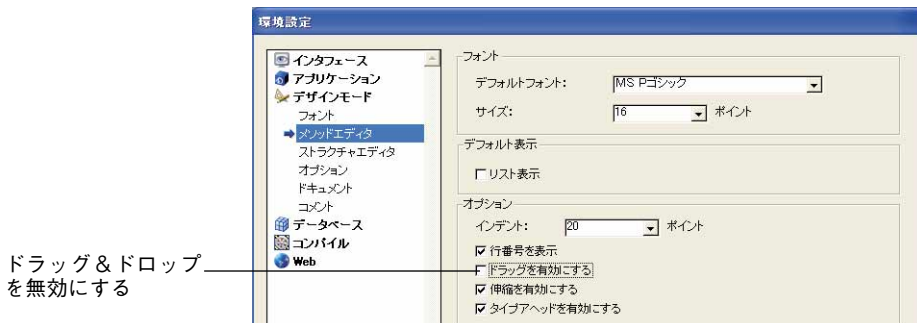 環境設定
インタフェース
アプリケーション
デザインモード
フォント
メソッドエディタ
ストラクチャエディタ
オプション
ドキュメント
コメント
データベース
コンパイル
Web
フォント
デフォルトフォント: MS Pゴシック
サイズ: 16 ポイント
デフォルト表示
リスト表示
オプション
インデント: 20 ポイント
行番号を表示
ドラッグを有効にする
伸縮を有効にする
タイプアヘッドを有効にする
ドラッグ&ドロップ
を無効にする